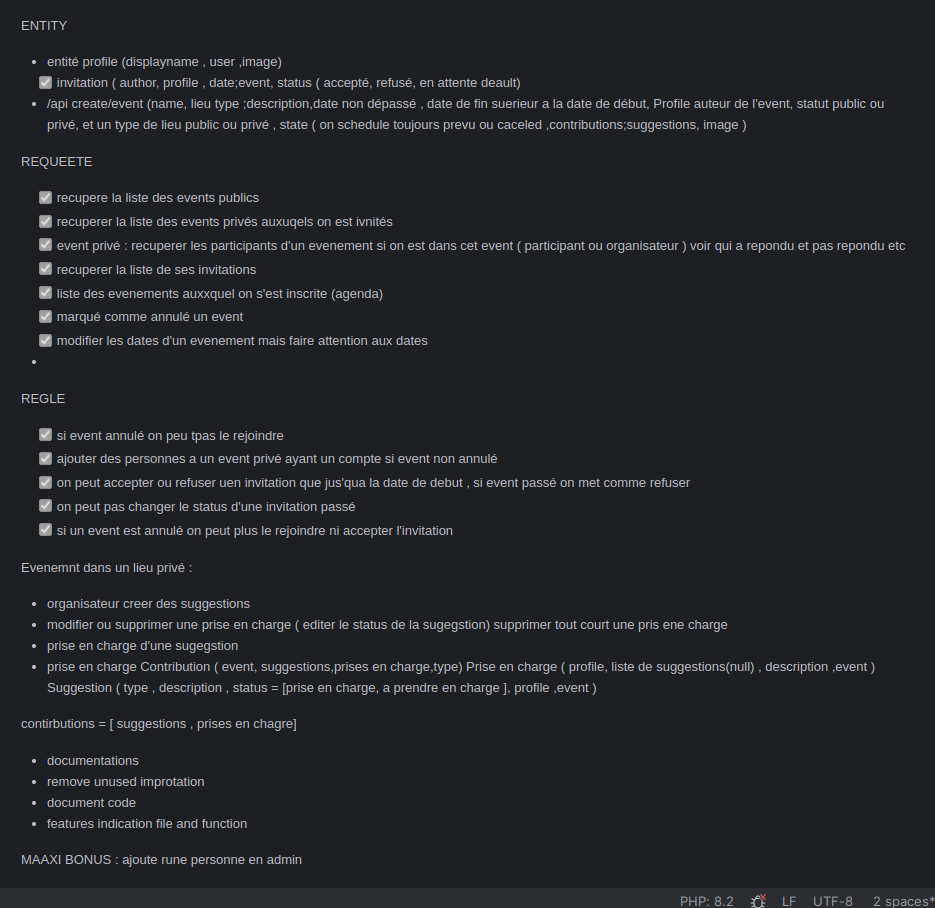 ENTITY
entité profile (displayname , user ,image)
invitation ( author, profile , date;event, status ( accepté, refusé, en attente deault)
/api create/event (name, lieu type ;description,date non dépassé , date de fin suerieur a la date de début, Profile auteur de l'event, statut public ou
privé, et un type de lieu public ou privé , state ( on schedule toujours prevu ou caceled ,contributions;suggestions, image )
REQUEETE
recupere la liste des events publics
recuperer la liste des events privés auxuqels on est ivnités
event privé : recuperer les participants d'un evenement si on est dans cet event ( participant ou organisateur ) voir qui a repondu et pas repondu etc
recuperer la liste de ses invitations
liste des evenements auxxquel on s'est inscrite (agenda)
marqué comme annulé un event
modifier les dates d'un evenement mais faire attention aux dates
REGLE
si event annulé on peu tpas le rejoindre
ajouter des personnes a un event privé ayant un compte si event non annulé
on peut accepter ou refuser uen invitation que jus'qua la date de debut , si event passé on met comme refuser
on peut pas changer le status d'une invitation passé
si un event est annulé on peut plus le rejoindre ni accepter l'invitation
Evenemnt dans un lieu privé :
organisateur creer des suggestions
modifier ou supprimer une prise en charge ( editer le status de la sugegstion) supprimer tout court une pris ene charge
prise en charge d'une sugegstion
prise en charge Contribution ( event, suggestions,prises en charge,type) Prise en charge ( profile, liste de suggestions(null) , description ,event )
Suggestion ( type , description , status = [prise en charge, a prendre en charge ], profile ,event )
contirbutions = [ suggestions , prises en chagre]
documentations
remove unused improtation
document code
features indication file and function
MAAXI BONUS : ajoute rune personne en admin
PHP: 8.2 LF UTF-8 2 spaces*